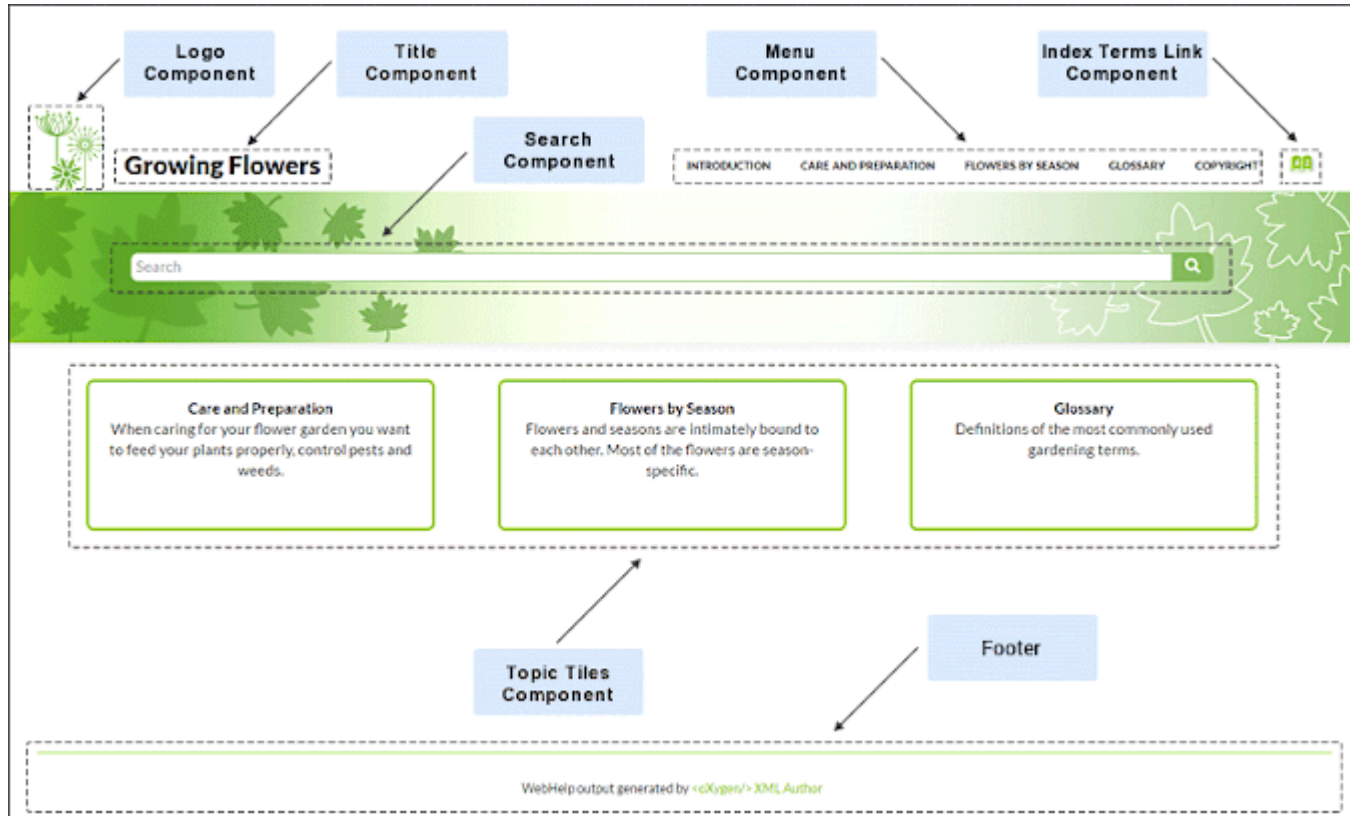 Logo
Component
Title
Component
Menu
Component
Index Terms Link
Component
Search
Component
Growing Flowers
INTRODUCTION CARE AND PREPARATION FLOWERS BY SEASON GLOSSARY COPYRIGHT
Search
Care and Preparation
When caring for your flower garden you want
to feed your plants properly, control pests and
weeds.
Flowers by Season
Flowers and seasons are intimately bound to
each other. Most of the flowers are season-
specific.
Glossary
Definitions of the most commonly used
gardening terms.
Topic Tiles
Component
Footer
WebHelp output generated by <oXygen/> XML Author